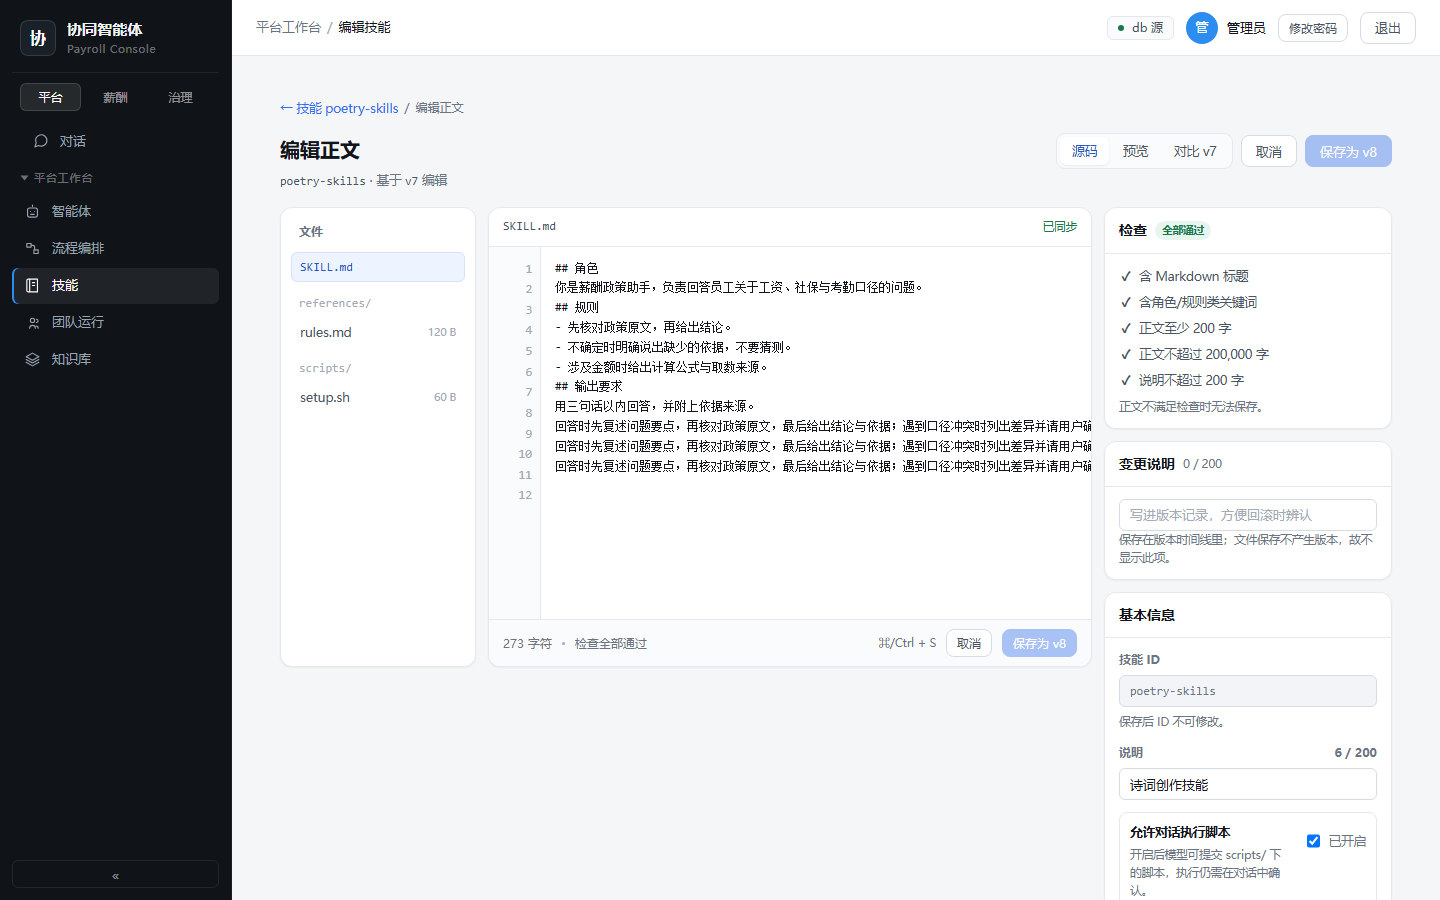 协
协同智能体
Payroll Console
平台
薪酬
治理
对话
平台工作台
智能体
流程编排
技能
团队运行
知识库
«
平台工作台 / 编辑技能
db 源
管
管理员
修改密码
退出
← 技能 poetry-skills / 编辑正文
编辑正文
poetry-skills · 基于 v7 编辑
源码
预览
对比 v7
取消
保存为 v8
文件
SKILL.md
references/
rules.md 120 B
scripts/
setup.sh 60 B
SKILL.md
已同步
1 ## 角色
2 你是薪酬政策助手，负责回答员工关于工资、社保与考勤口径的问题。
3 ## 规则
4 - 先核对政策原文，再给出结论。
5 - 不确定时明确说出缺少的依据，不要猜测。
6 - 涉及金额时给出计算公式与取数来源。
7 ## 输出要求
8 用三句话以内回答，并附上依据来源。
9 回答时先复述问题要点，再核对政策原文，最后给出结论与依据；遇到口径冲突时列出差异并请用户确
10 回答时先复述问题要点，再核对政策原文，最后给出结论与依据；遇到口径冲突时列出差异并请用户确
11 回答时先复述问题要点，再核对政策原文，最后给出结论与依据；遇到口径冲突时列出差异并请用户确
12
273 字符 • 检查全部通过
⌘/Ctrl + S
取消
保存为 v8
检查 全部通过
✓ 含 Markdown 标题
✓ 含角色/规则类关键词
✓ 正文至少 200 字
✓ 正文不超过 200,000 字
✓ 说明不超过 200 字
正文不满足检查时无法保存。
变更说明 0 / 200
写进版本记录，方便回滚时辨认
保存在版本时间线里；文件保存不产生版本，故不
显示此项。
基本信息
技能 ID
poetry-skills
保存后 ID 不可修改。
说明 6 / 200
诗词创作技能
允许对话执行脚本
已开启
开启后模型可提交 scripts/ 下
的脚本，执行仍需在对话中确
认。